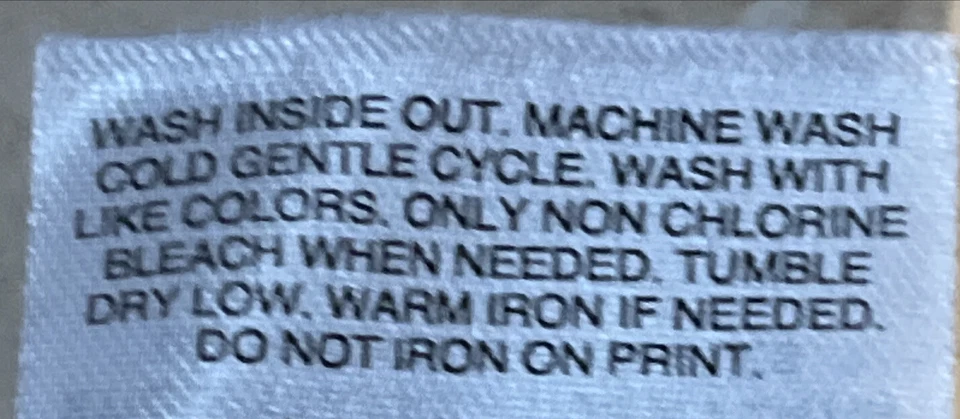 WASH INSIDE OUT. MACHINE WASH
COLD GENTLE CYCLE. WASH WITH
LIKE COLORS. ONLY NON CHLORINE
BLEACH WHEN NEEDED. TUMBLE
DRY LOW. WARM IRON IF NEEDED.
DO NOT IRON ON PRINT.